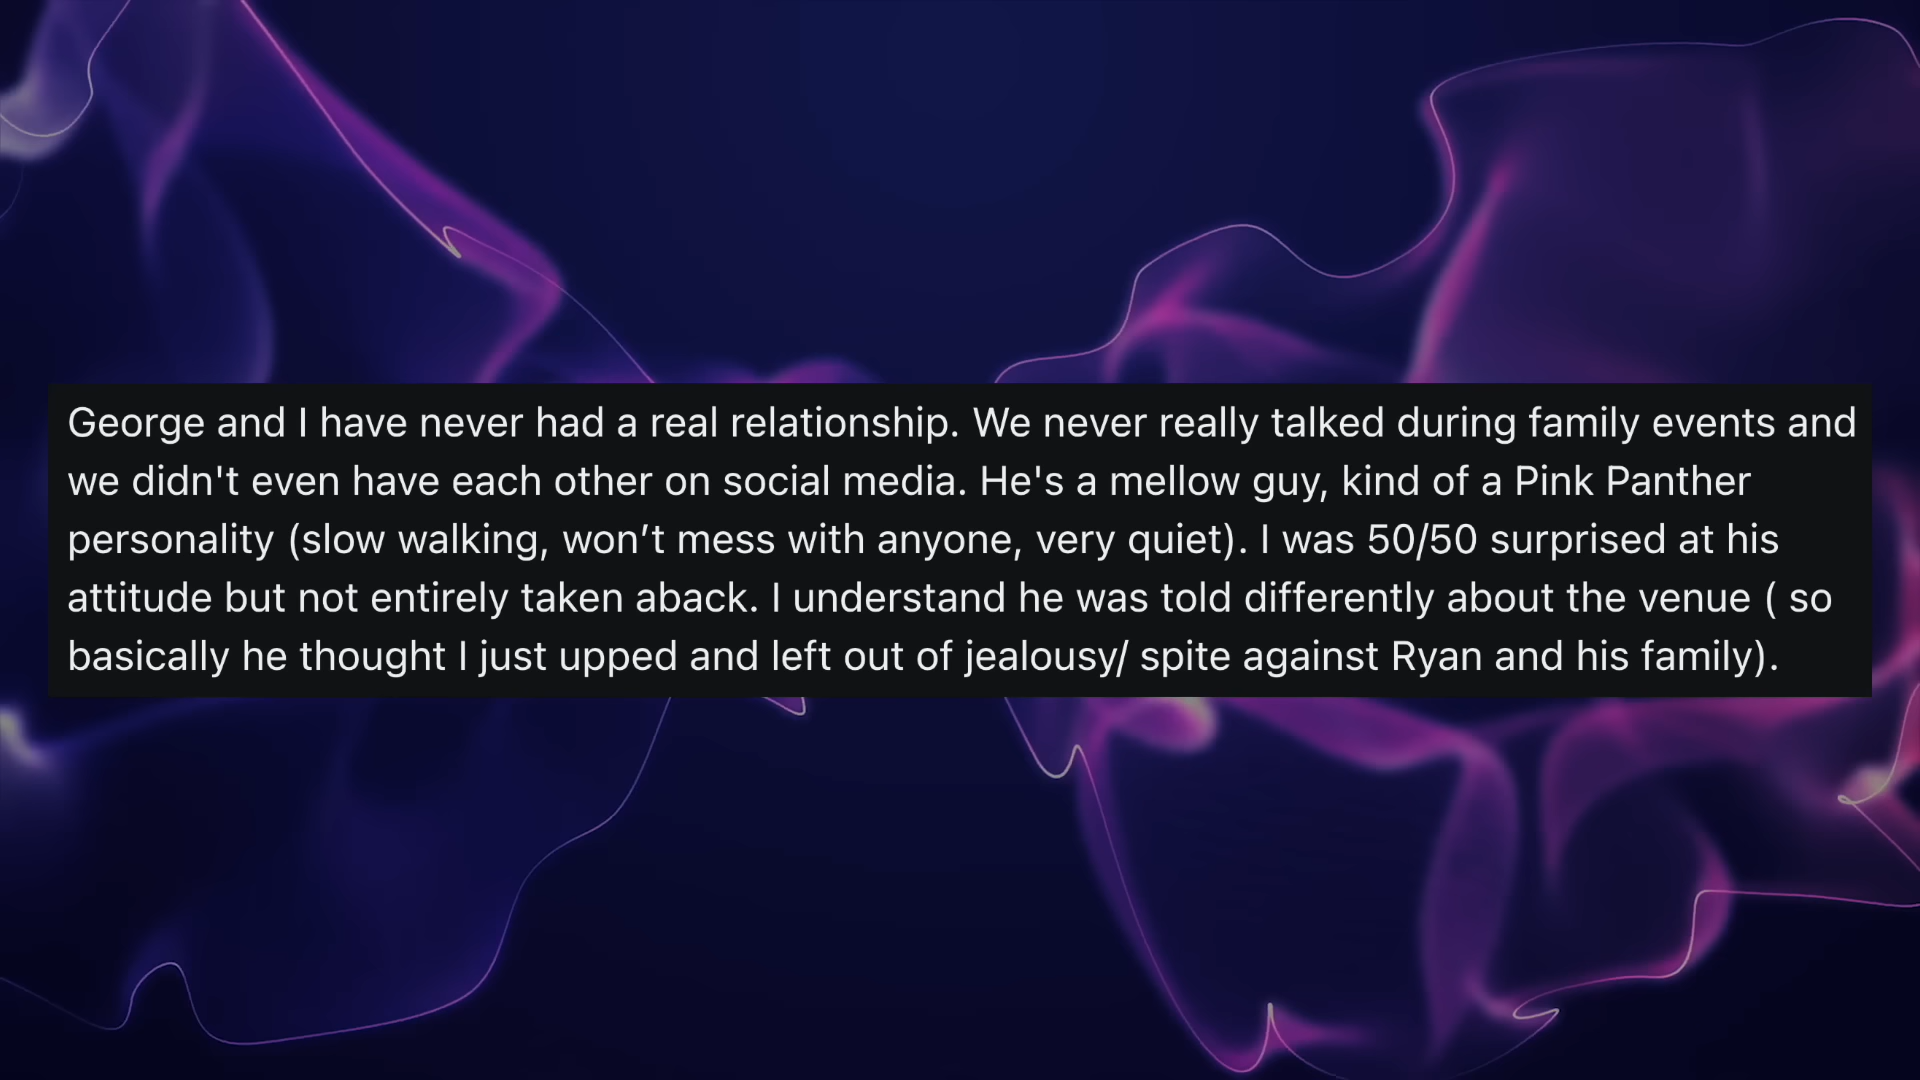 George and I have never had a real relationship. We never really talked during family events and
we didn't even have each other on social media. He's a mellow guy, kind of a Pink Panther
personality (slow walking, won’t mess with anyone, very quiet). I was 50/50 surprised at his
attitude but not entirely taken aback. I understand he was told differently about the venue ( so
basically he thought I just upped and left out of jealousy/ spite against Ryan and his family).